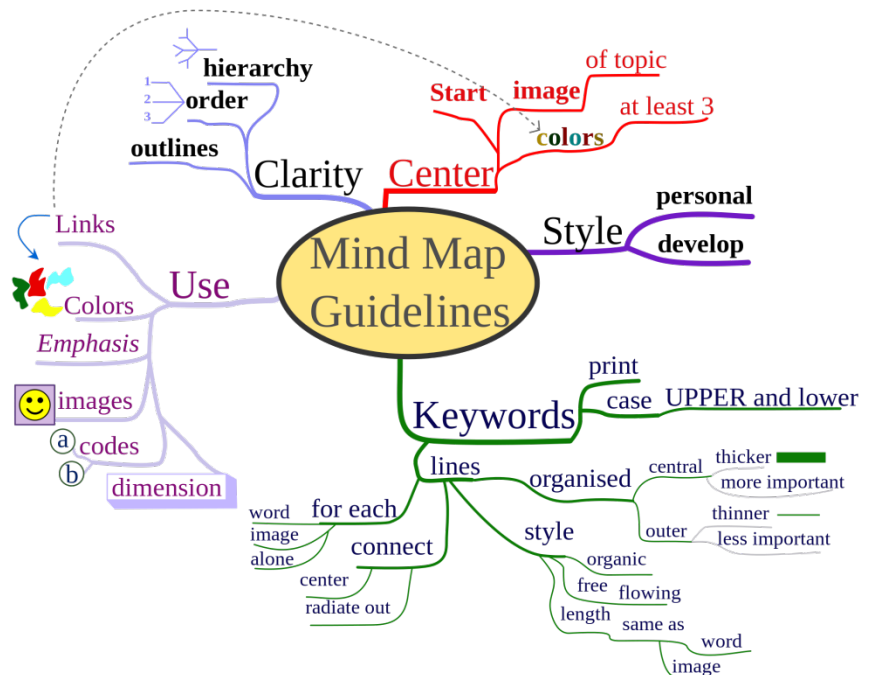 Mind Map
Guidelines
Clarity
hierarchy
order
1
2
3
outlines
Center
Start
image
of topic
colors
at least 3
Style
personal
develop
Use
Links
Colors
Emphasis
images
codes
a
b
dimension
Keywords
print
case
UPPER and lower
lines
for each
word
image
alone
connect
center
radiate out
style
organic
free
flowing
length
same as
word
image
organised
central
thicker
more important
outer
thinner
less important